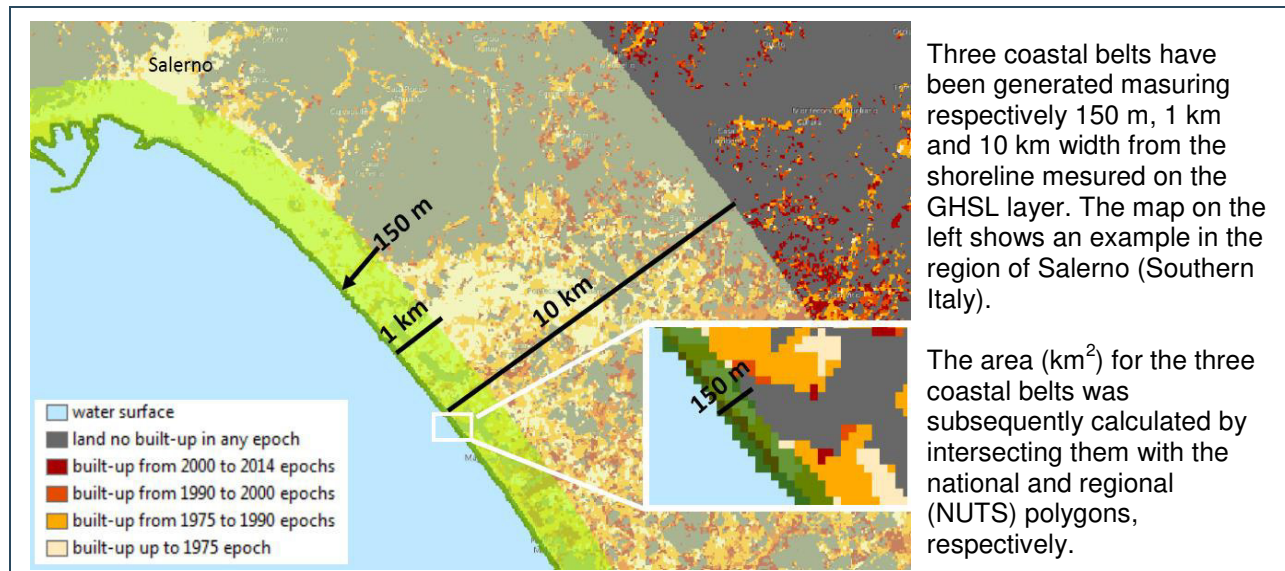 Salerno
150 m
1 km
10 km
150 m
water surface
land no built-up in any epoch
built-up from 2000 to 2014 epochs
built-up from 1990 to 2000 epochs
built-up from 1975 to 1990 epochs
built-up up to 1975 epoch
Three coastal belts have
been generated masuring
respectively 150 m, 1 km
and 10 km width from the
shoreline mesured on the
GHSL layer. The map on the
left shows an example in the
region of Salerno (Southern
Italy).
The area (km²) for the three
coastal belts was
subsequently calculated by
intersecting them with the
national and regional
(NUTS) polygons,
respectively.